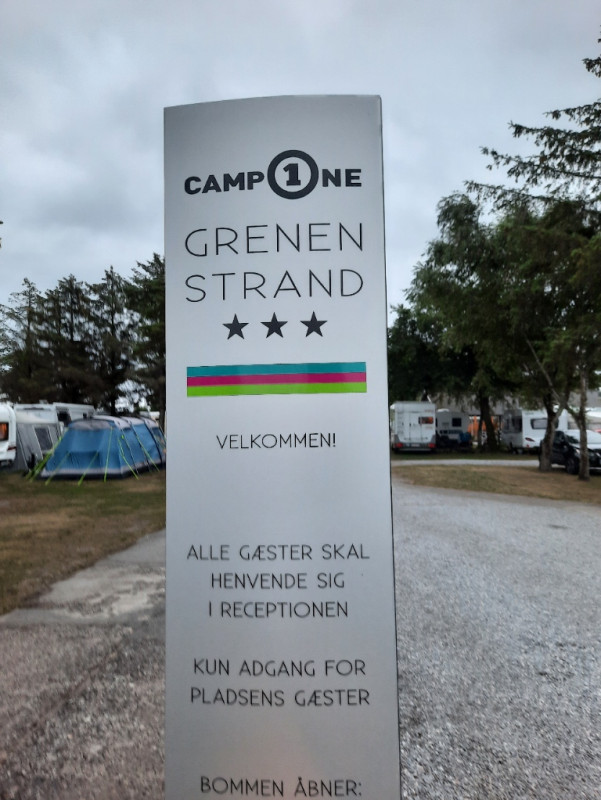 CAMP1NE
GRENEN
STRAND
VELKOMMEN!
ALLE GÆSTER SKAL
HENVENDE SIG
I RECEPTIONEN
KUN ADGANG FOR
PLADSENS GÆSTER
BOMMEN ÅBNER: